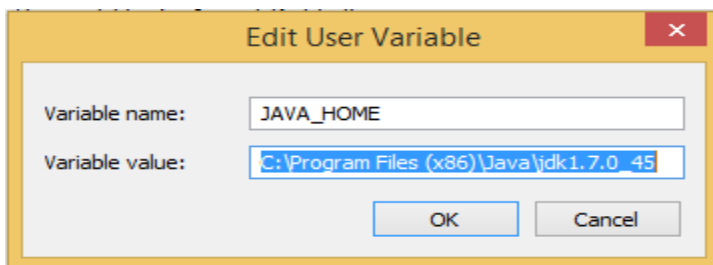 Edit User Variable
Variable name: JAVA_HOME
Variable value: C:\Program Files (x86)\Java\jdk1.7.0_45
OK Cancel